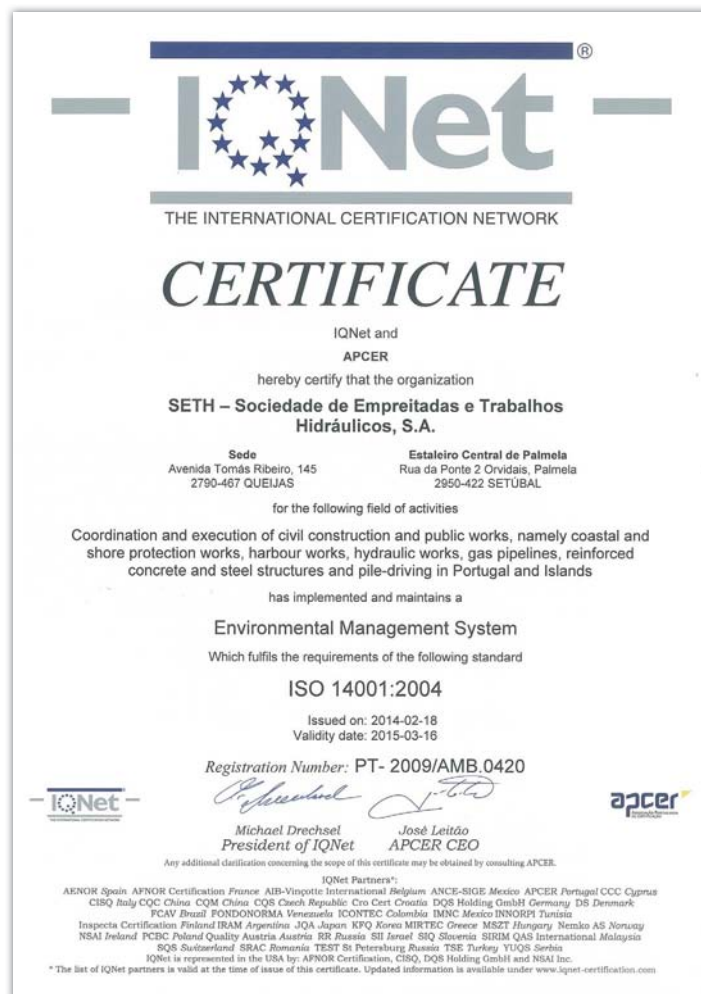 IQNet ®
THE INTERNATIONAL CERTIFICATION NETWORK
CERTIFICATE
IQNet and
APCER
hereby certify that the organization
SETH – Sociedade de Empreitadas e Trabalhos
Hidráulicos, S.A.
Sede
Avenida Tomás Ribeiro, 145
2790-467 QUEIJAS
Estaleiro Central de Palmela
Rua da Ponte 2 Orvidais, Palmela
2950-422 SETÚBAL
for the following field of activities
Coordination and execution of civil construction and public works, namely coastal and
shore protection works, harbour works, hydraulic works, gas pipelines, reinforced
concrete and steel structures and pile-driving in Portugal and Islands
has implemented and maintains a
Environmental Management System
Which fulfils the requirements of the following standard
ISO 14001:2004
Issued on: 2014-02-18
Validity date: 2015-03-16
Registration Number: PT- 2009/AMB.0420
IQNet
THE INTERNATIONAL CERTIFICATION NETWORK
Michael Drechsel
President of IQNet
José Leitão
APCER CEO
apcer
Any additional clarification concerning the scope of this certificate may be obtained by consulting APCER.
IQNet Partners*:
AENOR Spain AFNOR Certification France AIB-Vinçotte International Belgium ANCE-SIGE Mexico APCER Portugal CCC Cyprus
CISQ Italy CQC China CQM China CQS Czech Republic Cro Cert Croatia DQS Holding GmbH Germany DS Denmark
FCAV Brazil FONDONORMA Venezuela ICONTEC Colombia IMNC Mexico INNORPI Tunisia
Inspecta Certification Finland IRAM Argentina JQA Japan KFQ Korea MIRTEC Greece MSZT Hungary Nemko AS Norway
NSAI Ireland PCBC Poland Quality Austria Austria RR Russia SII Israel SIQ Slovenia SIRIM QAS International Malaysia
SQS Switzerland SRAC Romania TEST St Petersburg Russia TSE Turkey YUQS Serbia
IQNet is represented in the USA by: AFNOR Certification, CISQ, DQS Holding GmbH and NSAI Inc.
* The list of IQNet partners is valid at the time of issue of this certificate. Updated information is available under www.iqnet-certification.com